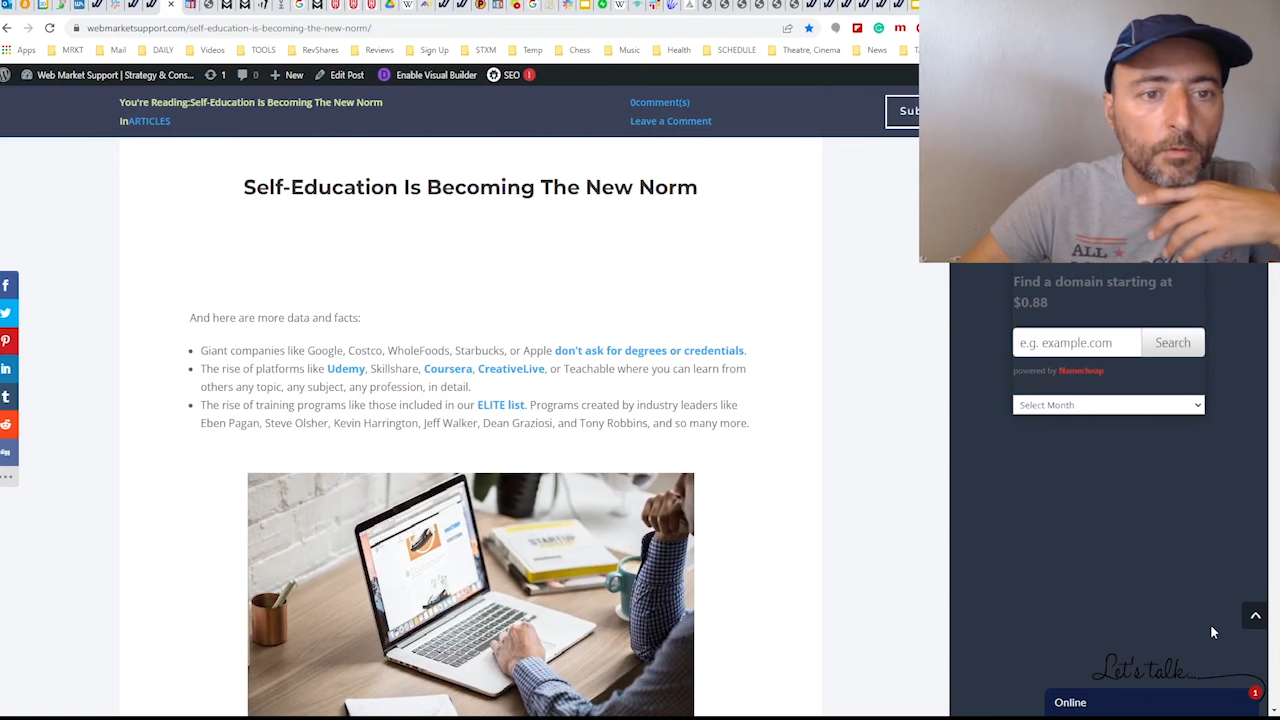 webmarketsupport.com/self-education-is-becoming-the-new-norm/
Apps MRKT Mail DAILY Videos TOOLS RevShares Reviews Sign Up STXM Temp Chess Music Health SCHEDULE Theatre, Cinema News
Web Market Support | Strategy & Cons... 1 0 New Edit Post Enable Visual Builder SEO !
You're Reading:Self-Education Is Becoming The New Norm
InARTICLES
0comment(s)
Leave a Comment
Self-Education Is Becoming The New Norm
And here are more data and facts:
Giant companies like Google, Costco, WholeFoods, Starbucks, or Apple don't ask for degrees or credentials.
The rise of platforms like Udemy, Skillshare, Coursera, CreativeLive, or Teachable where you can learn from
others any topic, any subject, any profession, in detail.
The rise of training programs like those included in our ELITE list. Programs created by industry leaders like
Eben Pagan, Steve Olsher, Kevin Harrington, Jeff Walker, Dean Graziosi, and Tony Robbins, and so many more.
STARTUP
ALL
Find a domain starting at
$0.88
e.g. example.com Search
powered by Namecheap
Select Month
Let's talk...
Online 1